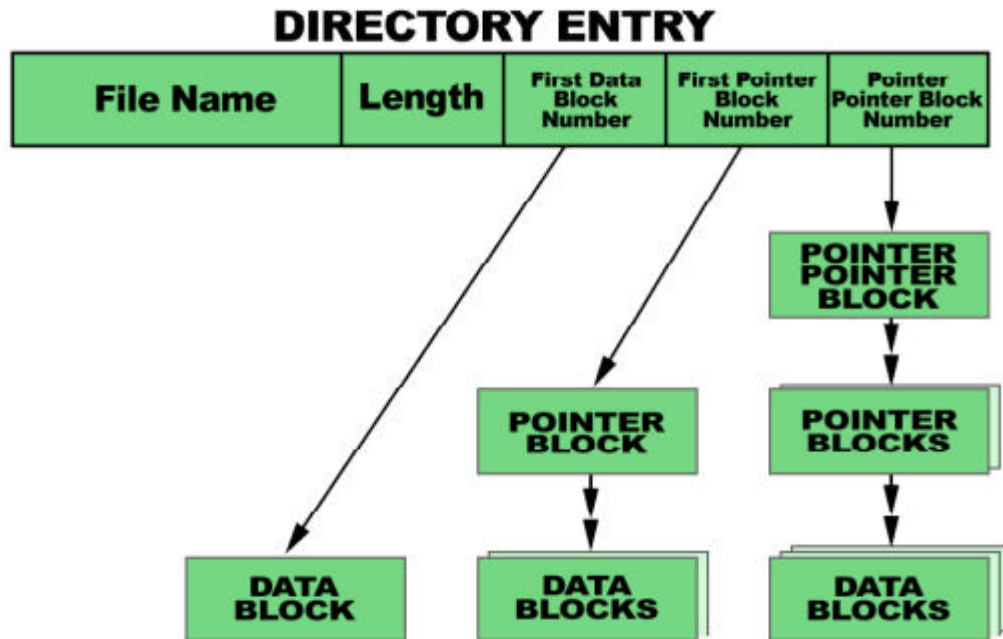 DIRECTORY ENTRY
File Name
Length
First Data
Block
Number
First Pointer
Block
Number
Pointer
Pointer Block
Number
POINTER
POINTER
BLOCK
POINTER
BLOCK
POINTER
BLOCKS
DATA
BLOCK
DATA
BLOCKS
DATA
BLOCKS